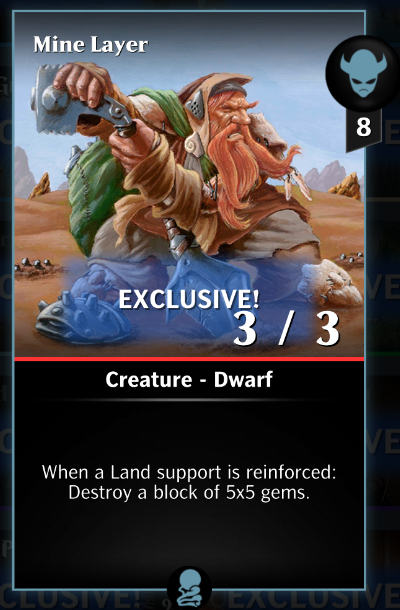 Mine Layer
8
EXCLUSIVE!
3 / 3
Creature - Dwarf
When a Land support is reinforced:
Destroy a block of 5x5 gems.